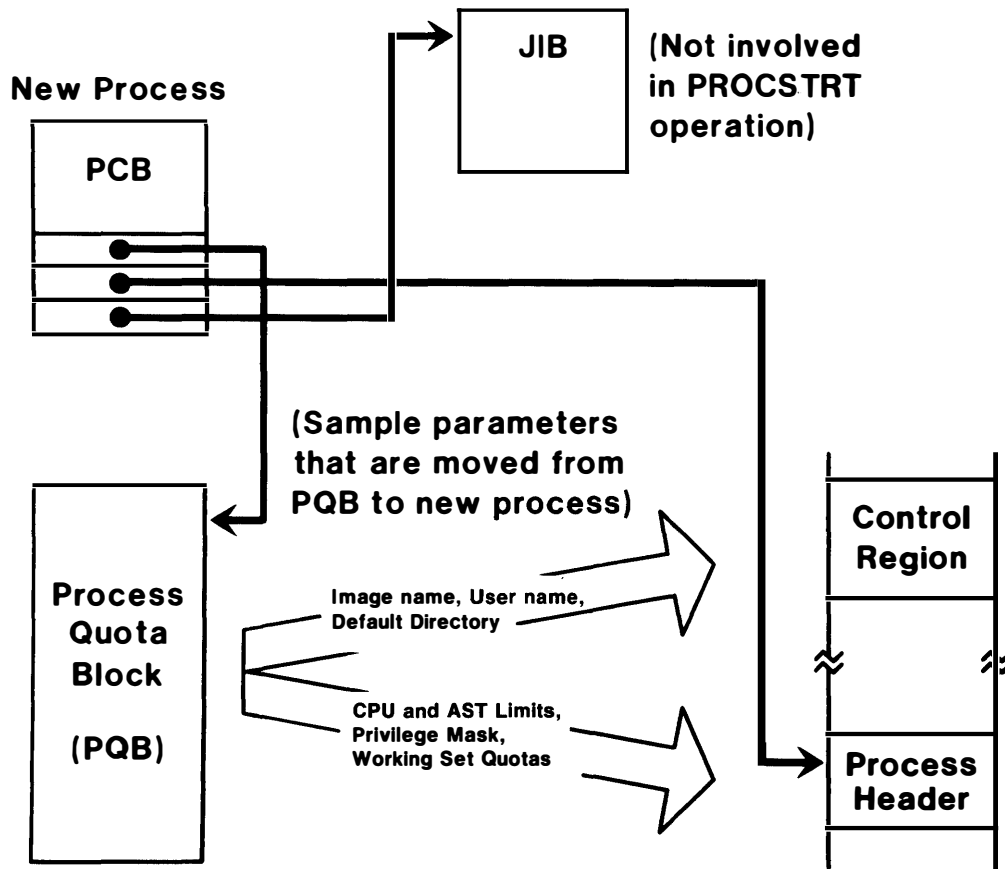 New Process
PCB
JIB
(Not involved
in PROCSTRT
operation)
(Sample parameters
that are moved from
PQB to new process)
Process
Quota
Block
(PQB)
Image name, User name,
Default Directory
CPU and AST Limits,
Privilege Mask,
Working Set Quotas
Control
Region
Process
Header